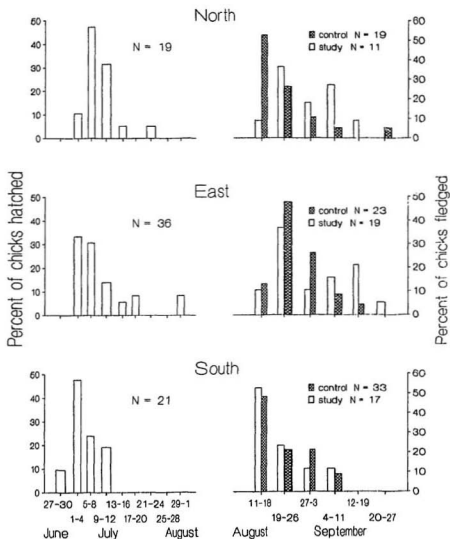 North
60
50
40
30
20
10
0
N = 19
control N = 19
study N = 11
60
50
40
30
20
10
0
Percent of chicks hatched
East
50
40
30
20
10
0
N = 36
control N = 23
study N = 19
50
40
30
20
10
0
Percent of chicks fledged
South
50
40
30
20
10
0
N = 21
control N = 33
study N = 17
60
50
40
30
20
10
0
27-30 5-8 13-16 21-24 29-1
1-4 9-12 17-20 25-28
June July August
11-18 27-3 12-19
19-26 4-11 20-27
August September